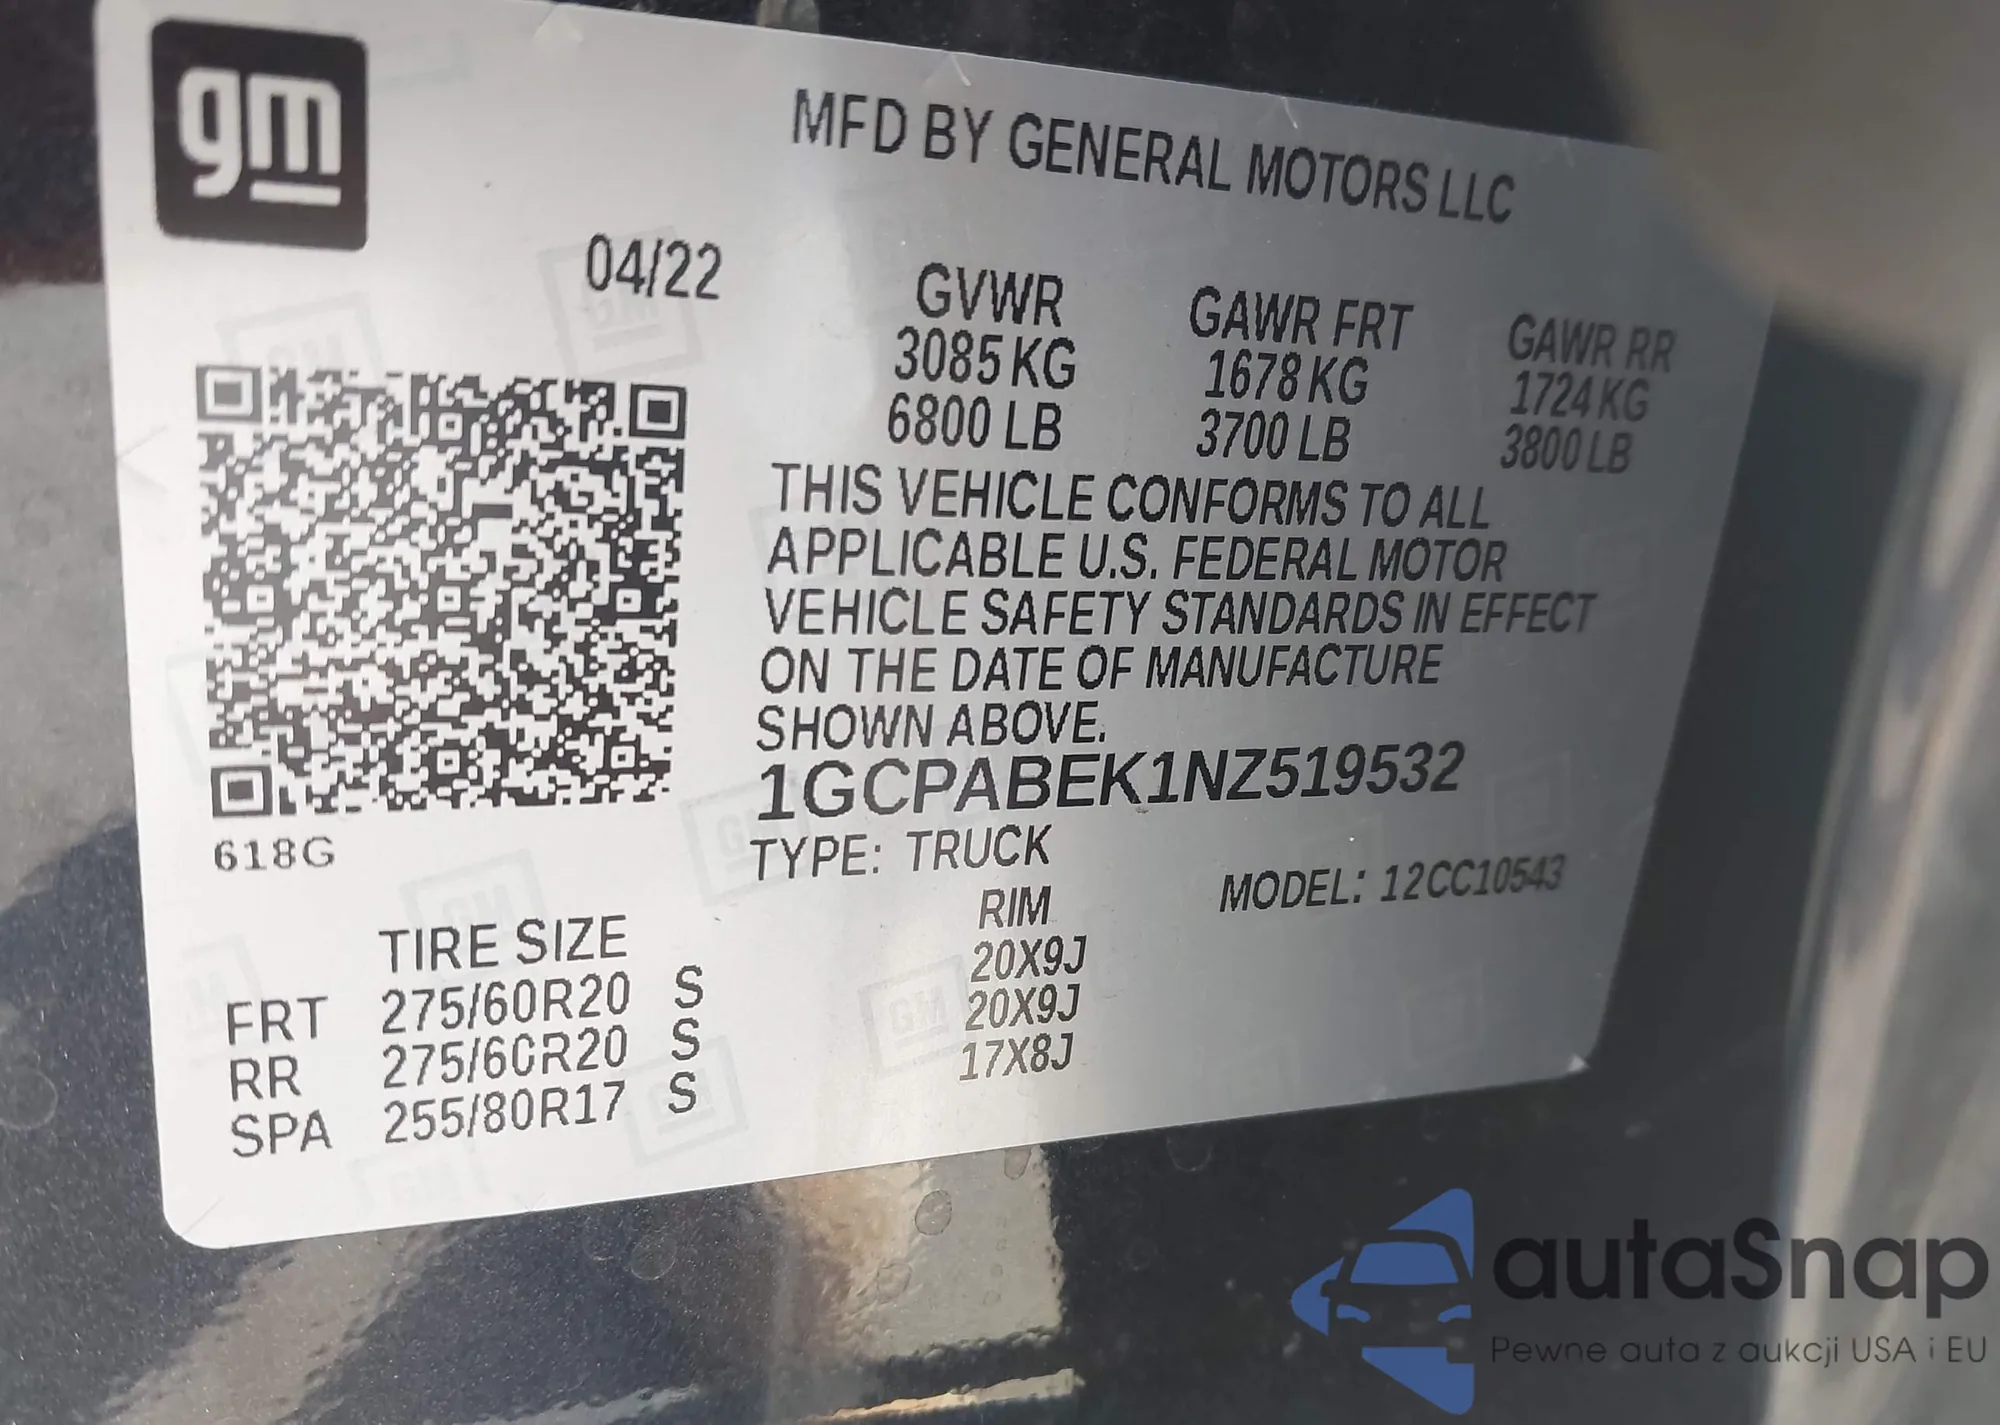 gm
MFD BY GENERAL MOTORS LLC
04/22
GVWR GAWR FRT GAWR RR
3085 KG 1678 KG 1724 KG
6800 LB 3700 LB 3800 LB
THIS VEHICLE CONFORMS TO ALL
APPLICABLE U.S. FEDERAL MOTOR
VEHICLE SAFETY STANDARDS IN EFFECT
ON THE DATE OF MANUFACTURE
SHOWN ABOVE.
1GCPABEK1NZ519532
618G
TYPE: TRUCK MODEL: 12CC10543
TIRE SIZE RIM
FRT 275/60R20 S 20X9J
RR 275/60R20 S 20X9J
SPA 255/80R17 S 17X8J
autaSnap
Pewne auta z aukcji USA i EU